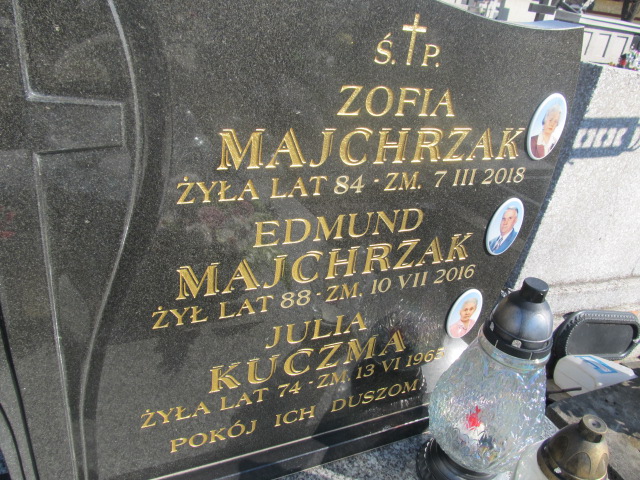 Ś. P.
ZOFIA
MAJCHRZAK
ŻYŁA LAT 84 - ZM. 7 III 2018
EDMUND
MAJCHRZAK
ŻYŁ LAT 88 - ZM. 10 VII 2016
JULIA
KUCZMA
ŻYŁA LAT 74 - ZM. 13 VI 1963
POKÓJ ICH DUSZOM